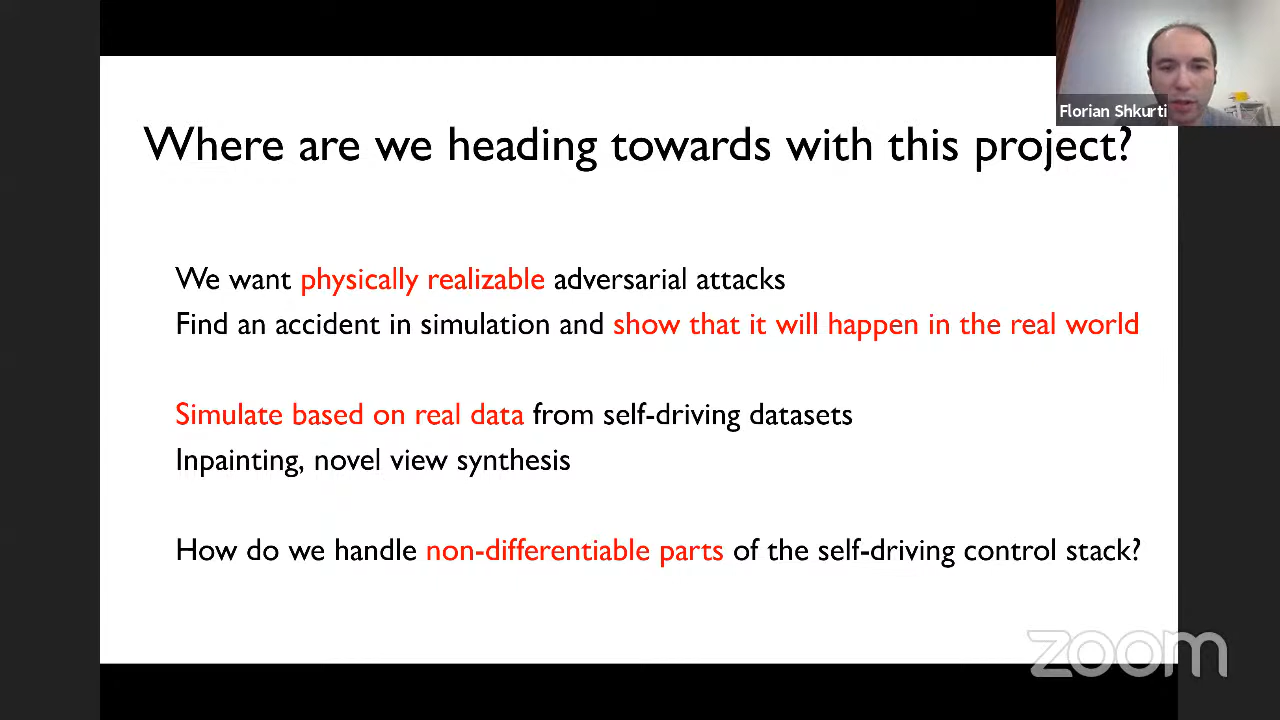 Florian Shkurti
Where are we heading towards with this project?
We want physically realizable adversarial attacks
Find an accident in simulation and show that it will happen in the real world
Simulate based on real data from self-driving datasets
Inpainting, novel view synthesis
How do we handle non-differentiable parts of the self-driving control stack?
zoom